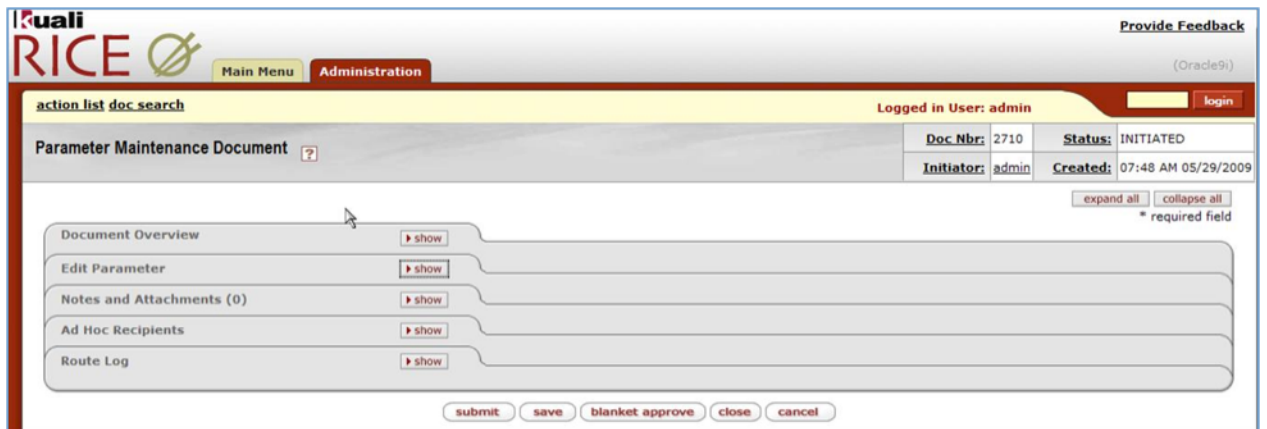 kuali
RICE
Main Menu Administration
Provide Feedback
(Oracle9i)
action list doc search
Logged in User: admin
login
Parameter Maintenance Document ?
Doc Nbr: 2710 Status: INITIATED
Initiator: admin Created: 07:48 AM 05/29/2009
expand all collapse all
* required field
Document Overview show
Edit Parameter show
Notes and Attachments (0) show
Ad Hoc Recipients show
Route Log show
submit save blanket approve close cancel